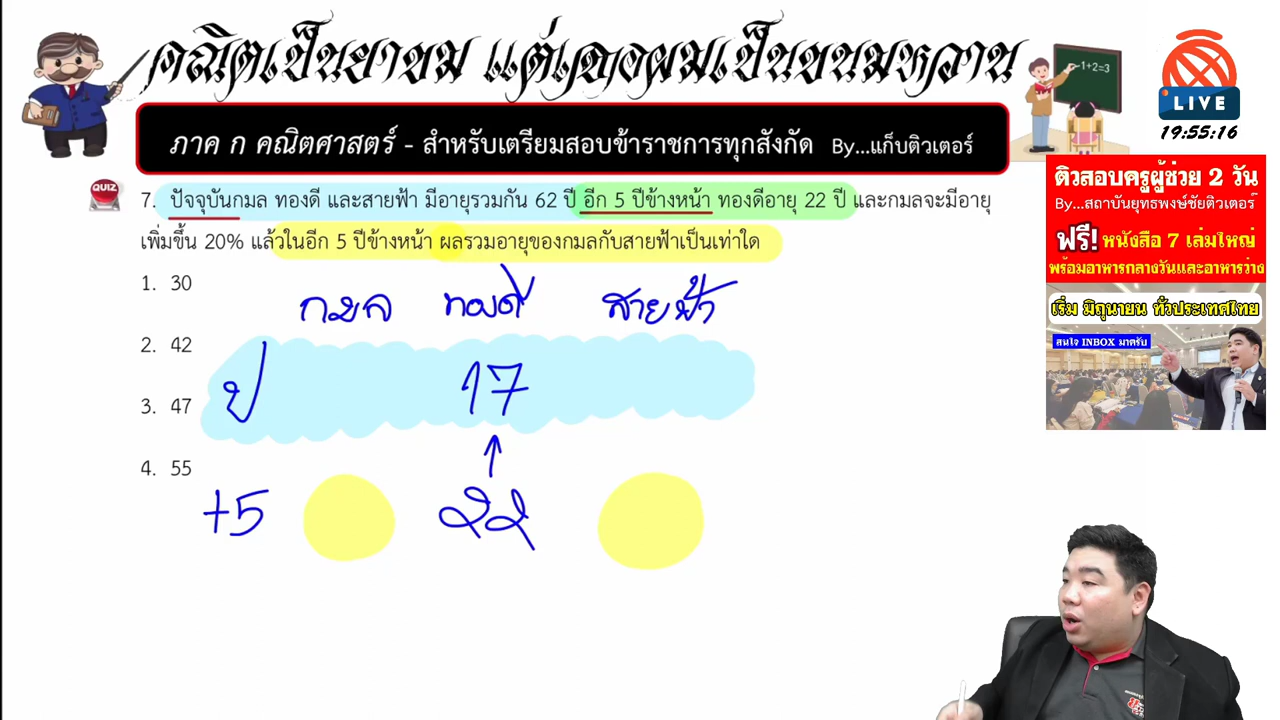 คณิตเป็นยาขม แต่เธอผมเป็นขนมหวาน
-1+2=3
LIVE
19:55:16
ภาค ก คณิตศาสตร์ - สำหรับเตรียมสอบข้าราชการทุกสังกัด By...แก็บติวเตอร์
ติวสอบครูผู้ช่วย 2 วัน
By...สถาบันยุทธพงษ์ชัยติวเตอร์
ฟรี! หนังสือ 7 เล่มใหญ่
พร้อมอาหารกลางวันและอาหารว่าง
เริ่ม มิถุนายน ทั่วประเทศไทย
สนใจ INBOX มาครับ
QUIZ
7. ปัจจุบันกมล ทองดี และสายฟ้า มีอายุรวมกัน 62 ปี อีก 5 ปีข้างหน้า ทองดีอายุ 22 ปี และกมลจะมีอายุ
เพิ่มขึ้น 20% แล้วในอีก 5 ปีข้างหน้า ผลรวมอายุของกมลกับสายฟ้าเป็นเท่าใด
1. 30
กมล ทองดี สายฟ้า
2. 42
ป 17
3. 47
↑
4. 55
+5 22